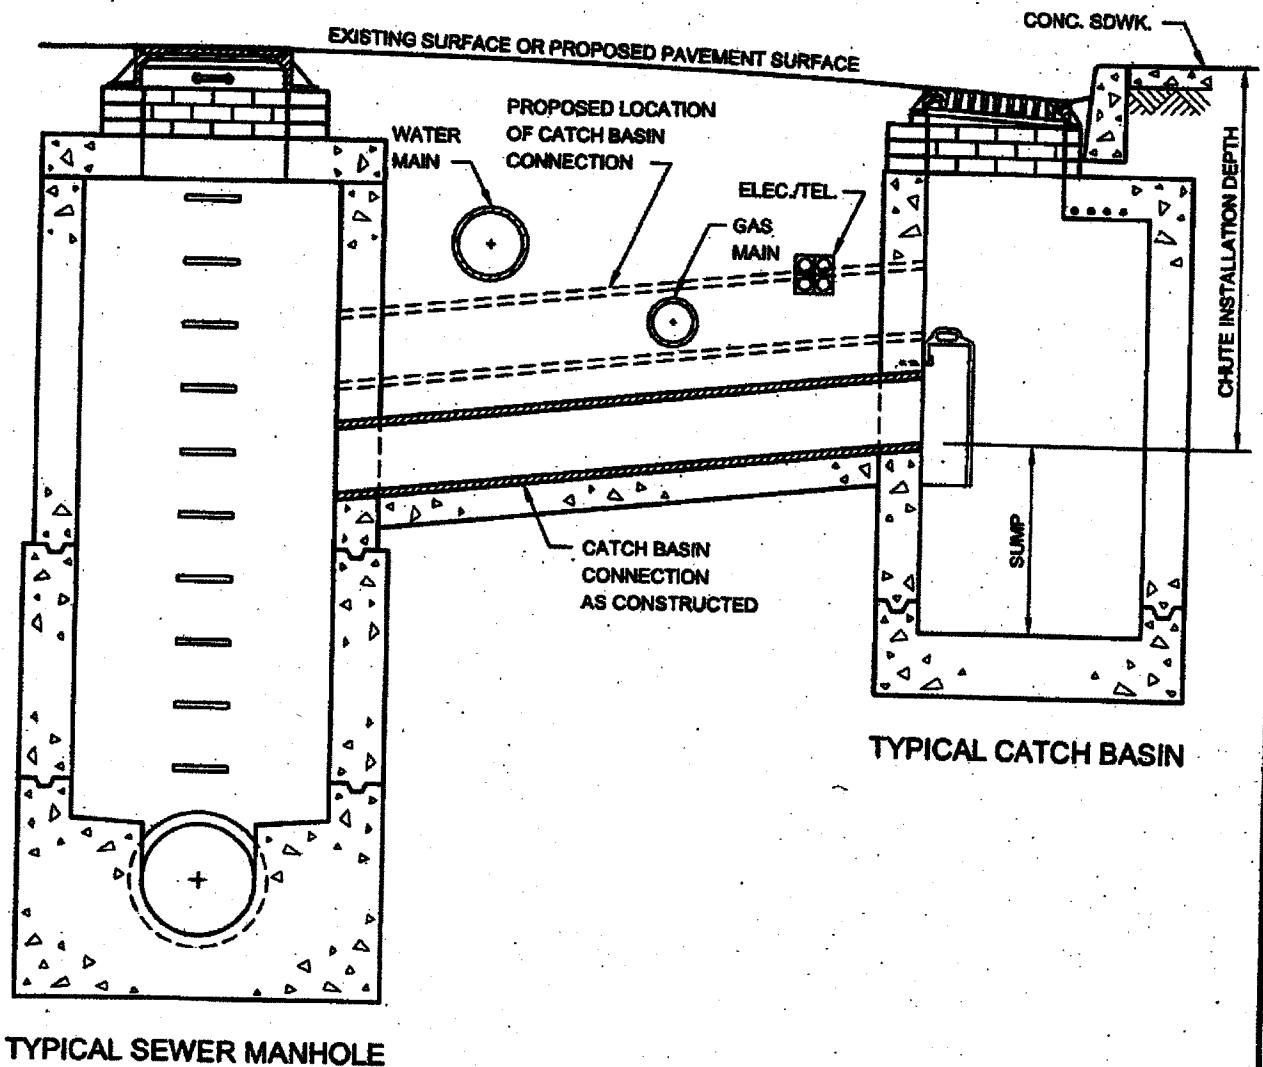 CONC. SDWK.
EXISTING SURFACE OR PROPOSED PAVEMENT SURFACE
PROPOSED LOCATION
OF CATCH BASIN
CONNECTION
WATER
MAIN
ELEC./TEL.
GAS
MAIN
CHUTE INSTALLATION DEPTH
SUMP
CATCH BASIN
CONNECTION
AS CONSTRUCTED
TYPICAL CATCH BASIN
TYPICAL SEWER MANHOLE